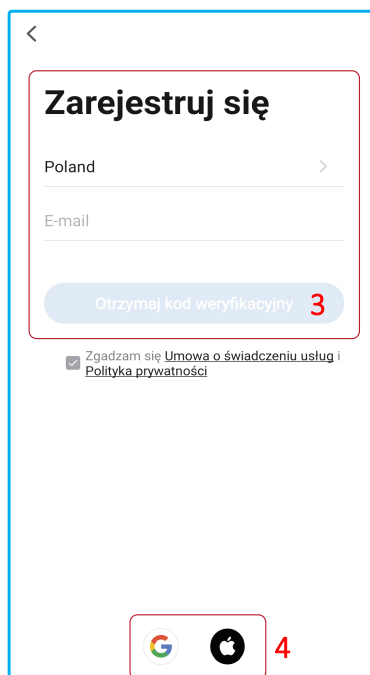 Zarejestruj się
Poland
E-mail
Otrzymaj kod weryfikacyjny 3
Zgadzam się Umowa o świadczeniu usług i
Polityka prywatności
4